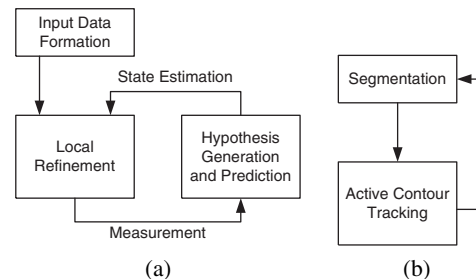 Input Data
Formation
State Estimation
Local
Refinement
Hypothesis
Generation
and Prediction
Measurement
(a)
Segmentation
Active Contour
Tracking
(b)